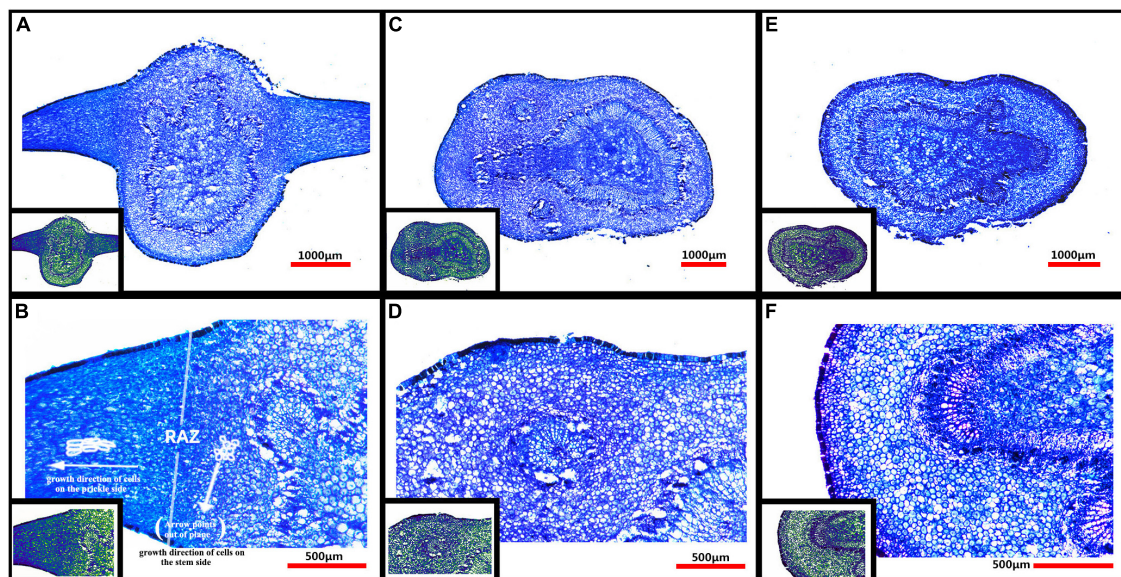 A
1000μm
C
1000μm
E
1000μm
B
RAZ
growth direction of cells
on the prickle side
(Arrow points
out of plage)
growth direction of cells on
the stem side
500μm
D
500μm
F
500μm